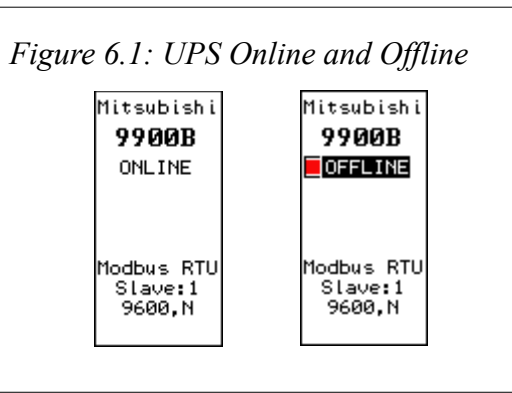 Figure 6.1: UPS Online and Offline
Mitsubishi
9900B
ONLINE
Modbus RTU
Slave:1
9600,N
Mitsubishi
9900B
OFFLINE
Modbus RTU
Slave:1
9600,N